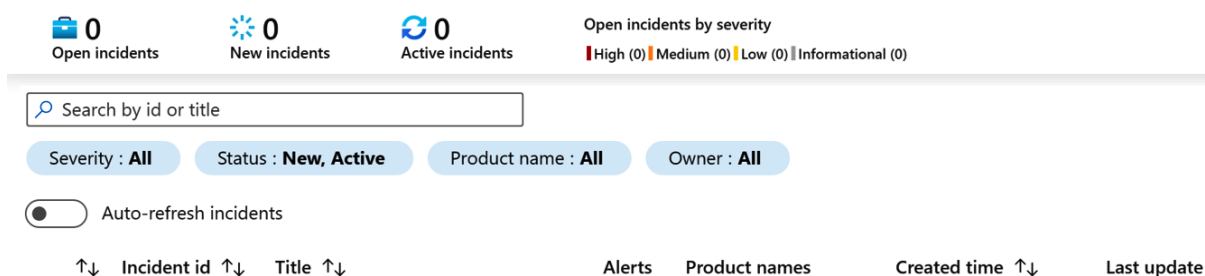 0 0 0 Open incidents by severity
Open incidents New incidents Active incidents High (0) Medium (0) Low (0) Informational (0)
Search by id or title
Severity : All Status : New, Active Product name : All Owner : All
Auto-refresh incidents
↑↓ Incident id ↑↓ Title ↑↓ Alerts Product names Created time ↑↓ Last update